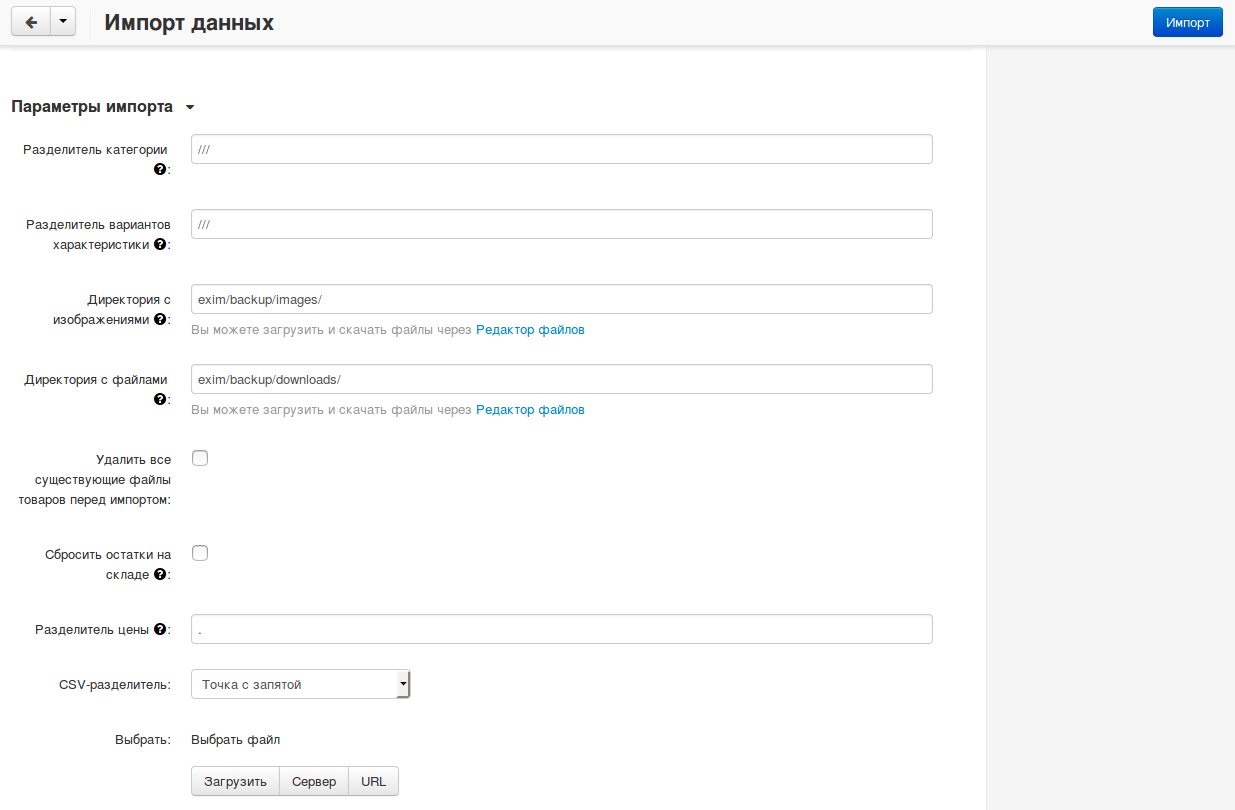 Импорт данных
Импорт
Параметры импорта
Разделитель категории
:
///
Разделитель вариантов
характеристики :
///
Директория с
изображениями :
exim/backup/images/
Вы можете загрузить и скачать файлы через Редактор файлов
Директория с файлами
:
exim/backup/downloads/
Вы можете загрузить и скачать файлы через Редактор файлов
Удалить все
существующие файлы
товаров перед импортом:
Сбросить остатки на
складе :
Разделитель цены :
.
CSV-разделитель:
Точка с запятой
Выбрать:
Выбрать файл
Загрузить
Сервер
URL